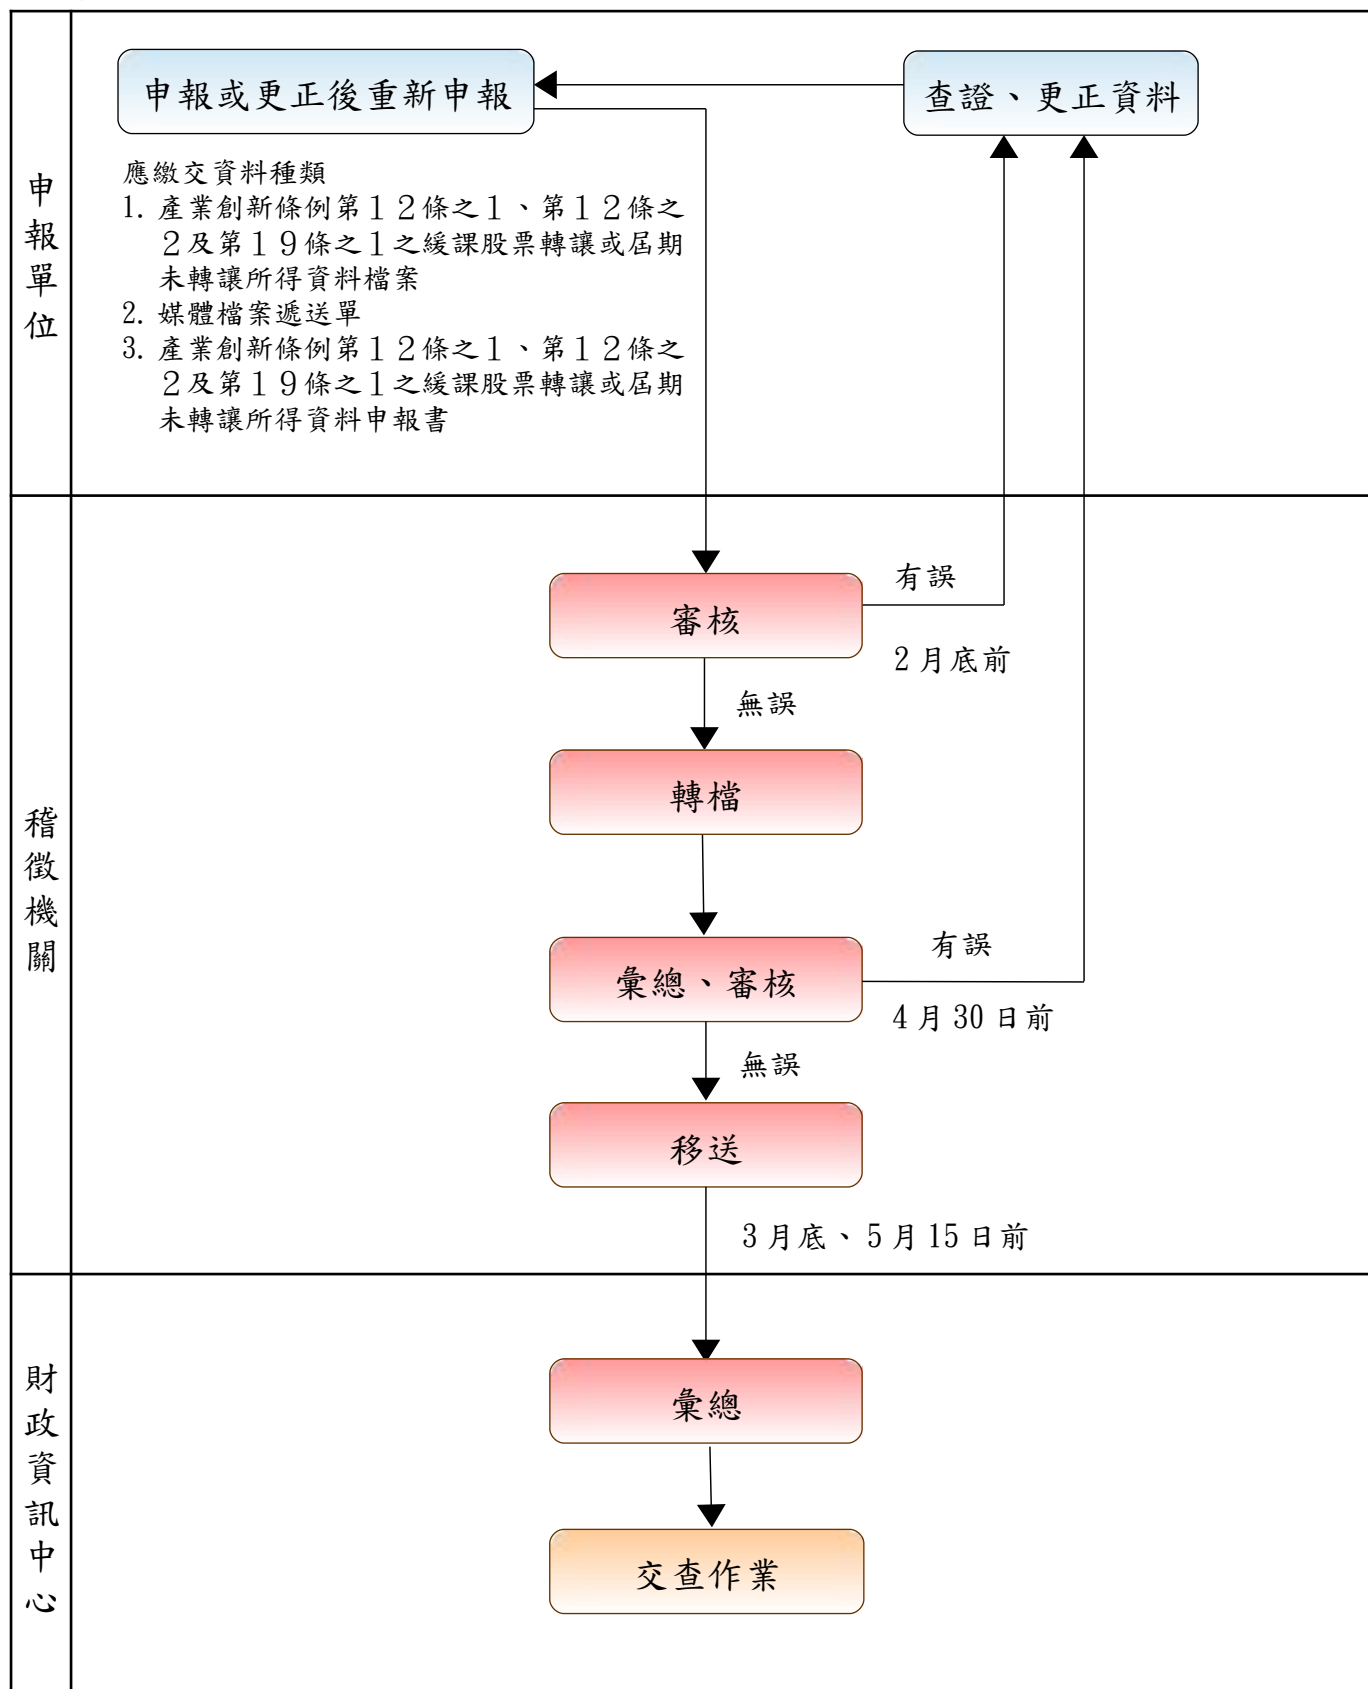 申報單位
申報或更正後重新申報
查證、更正資料
應繳交資料種類
1. 產業創新條例第１２條之１、第１２條之
２及第１９條之１之緩課股票轉讓或屆期
未轉讓所得資料檔案
2. 媒體檔案遞送單
3. 產業創新條例第１２條之１、第１２條之
２及第１９條之１之緩課股票轉讓或屆期
未轉讓所得資料申報書
稽徵機關
審核
有誤
2月底前
無誤
轉檔
彙總、審核
有誤
4月30日前
無誤
移送
3月底、5月15日前
財政資訊中心
彙總
交查作業